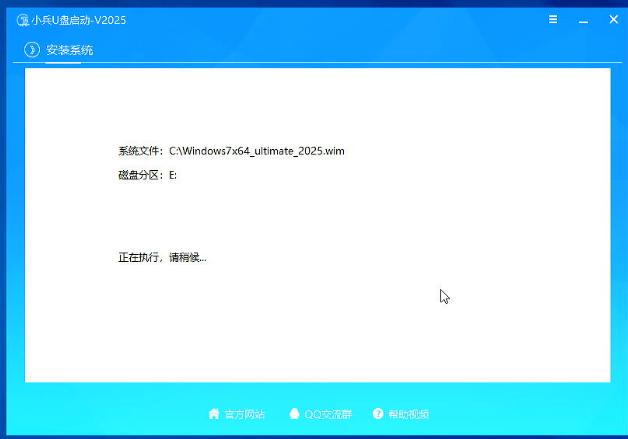 小兵U盘启动-V2025
安装系统
系统文件：C:\Windows7x64_ultimate_2025.wim
磁盘分区：E:
正在执行，请稍候...
官方网站 QQ交流群 帮助视频